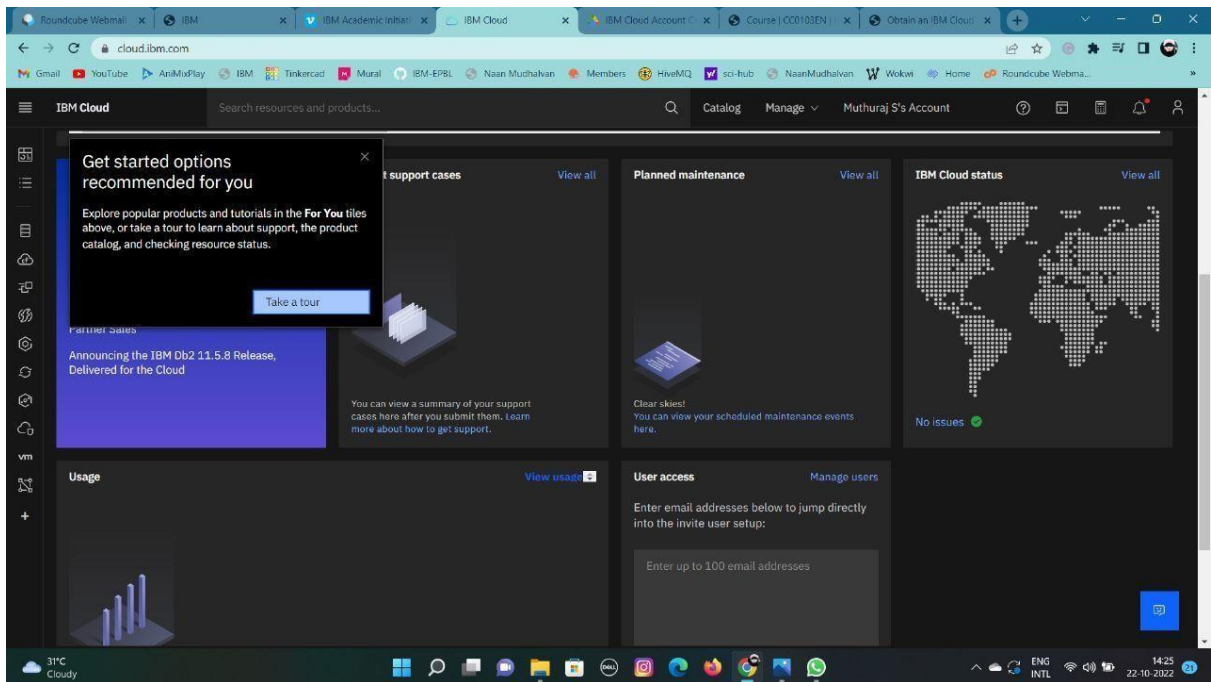 Roundcube Webmail
IBM
IBM Academic Initiati
IBM Cloud
IBM Cloud Account C
Course | CC0103EN |
Obtain an IBM Cloud
cloud.ibm.com
Gmail YouTube AniMixPlay IBM Tinkercad Mural IBM-EPBL Naan Mudhalvan Members HiveMQ sci-hub NaanMudhalvan Wokwi Home Roundcube Webma...
IBM Cloud
Search resources and products...
Catalog
Manage
Muthuraj S's Account
Get started options
recommended for you
Explore popular products and tutorials in the For You tiles
above, or take a tour to learn about support, the product
catalog, and checking resource status.
Take a tour
Partner Sales
Announcing the IBM Db2 11.5.8 Release,
Delivered for the Cloud
t support cases
View all
You can view a summary of your support
cases here after you submit them. Learn
more about how to get support.
Planned maintenance
View all
Clear skies!
You can view your scheduled maintenance events
here.
IBM Cloud status
View all
No issues
vm
Usage
View usage
User access
Manage users
Enter email addresses below to jump directly
into the invite user setup:
Enter up to 100 email addresses
31°C
Cloudy
DELL
ENG
INTL
14:25
22-10-2022
21